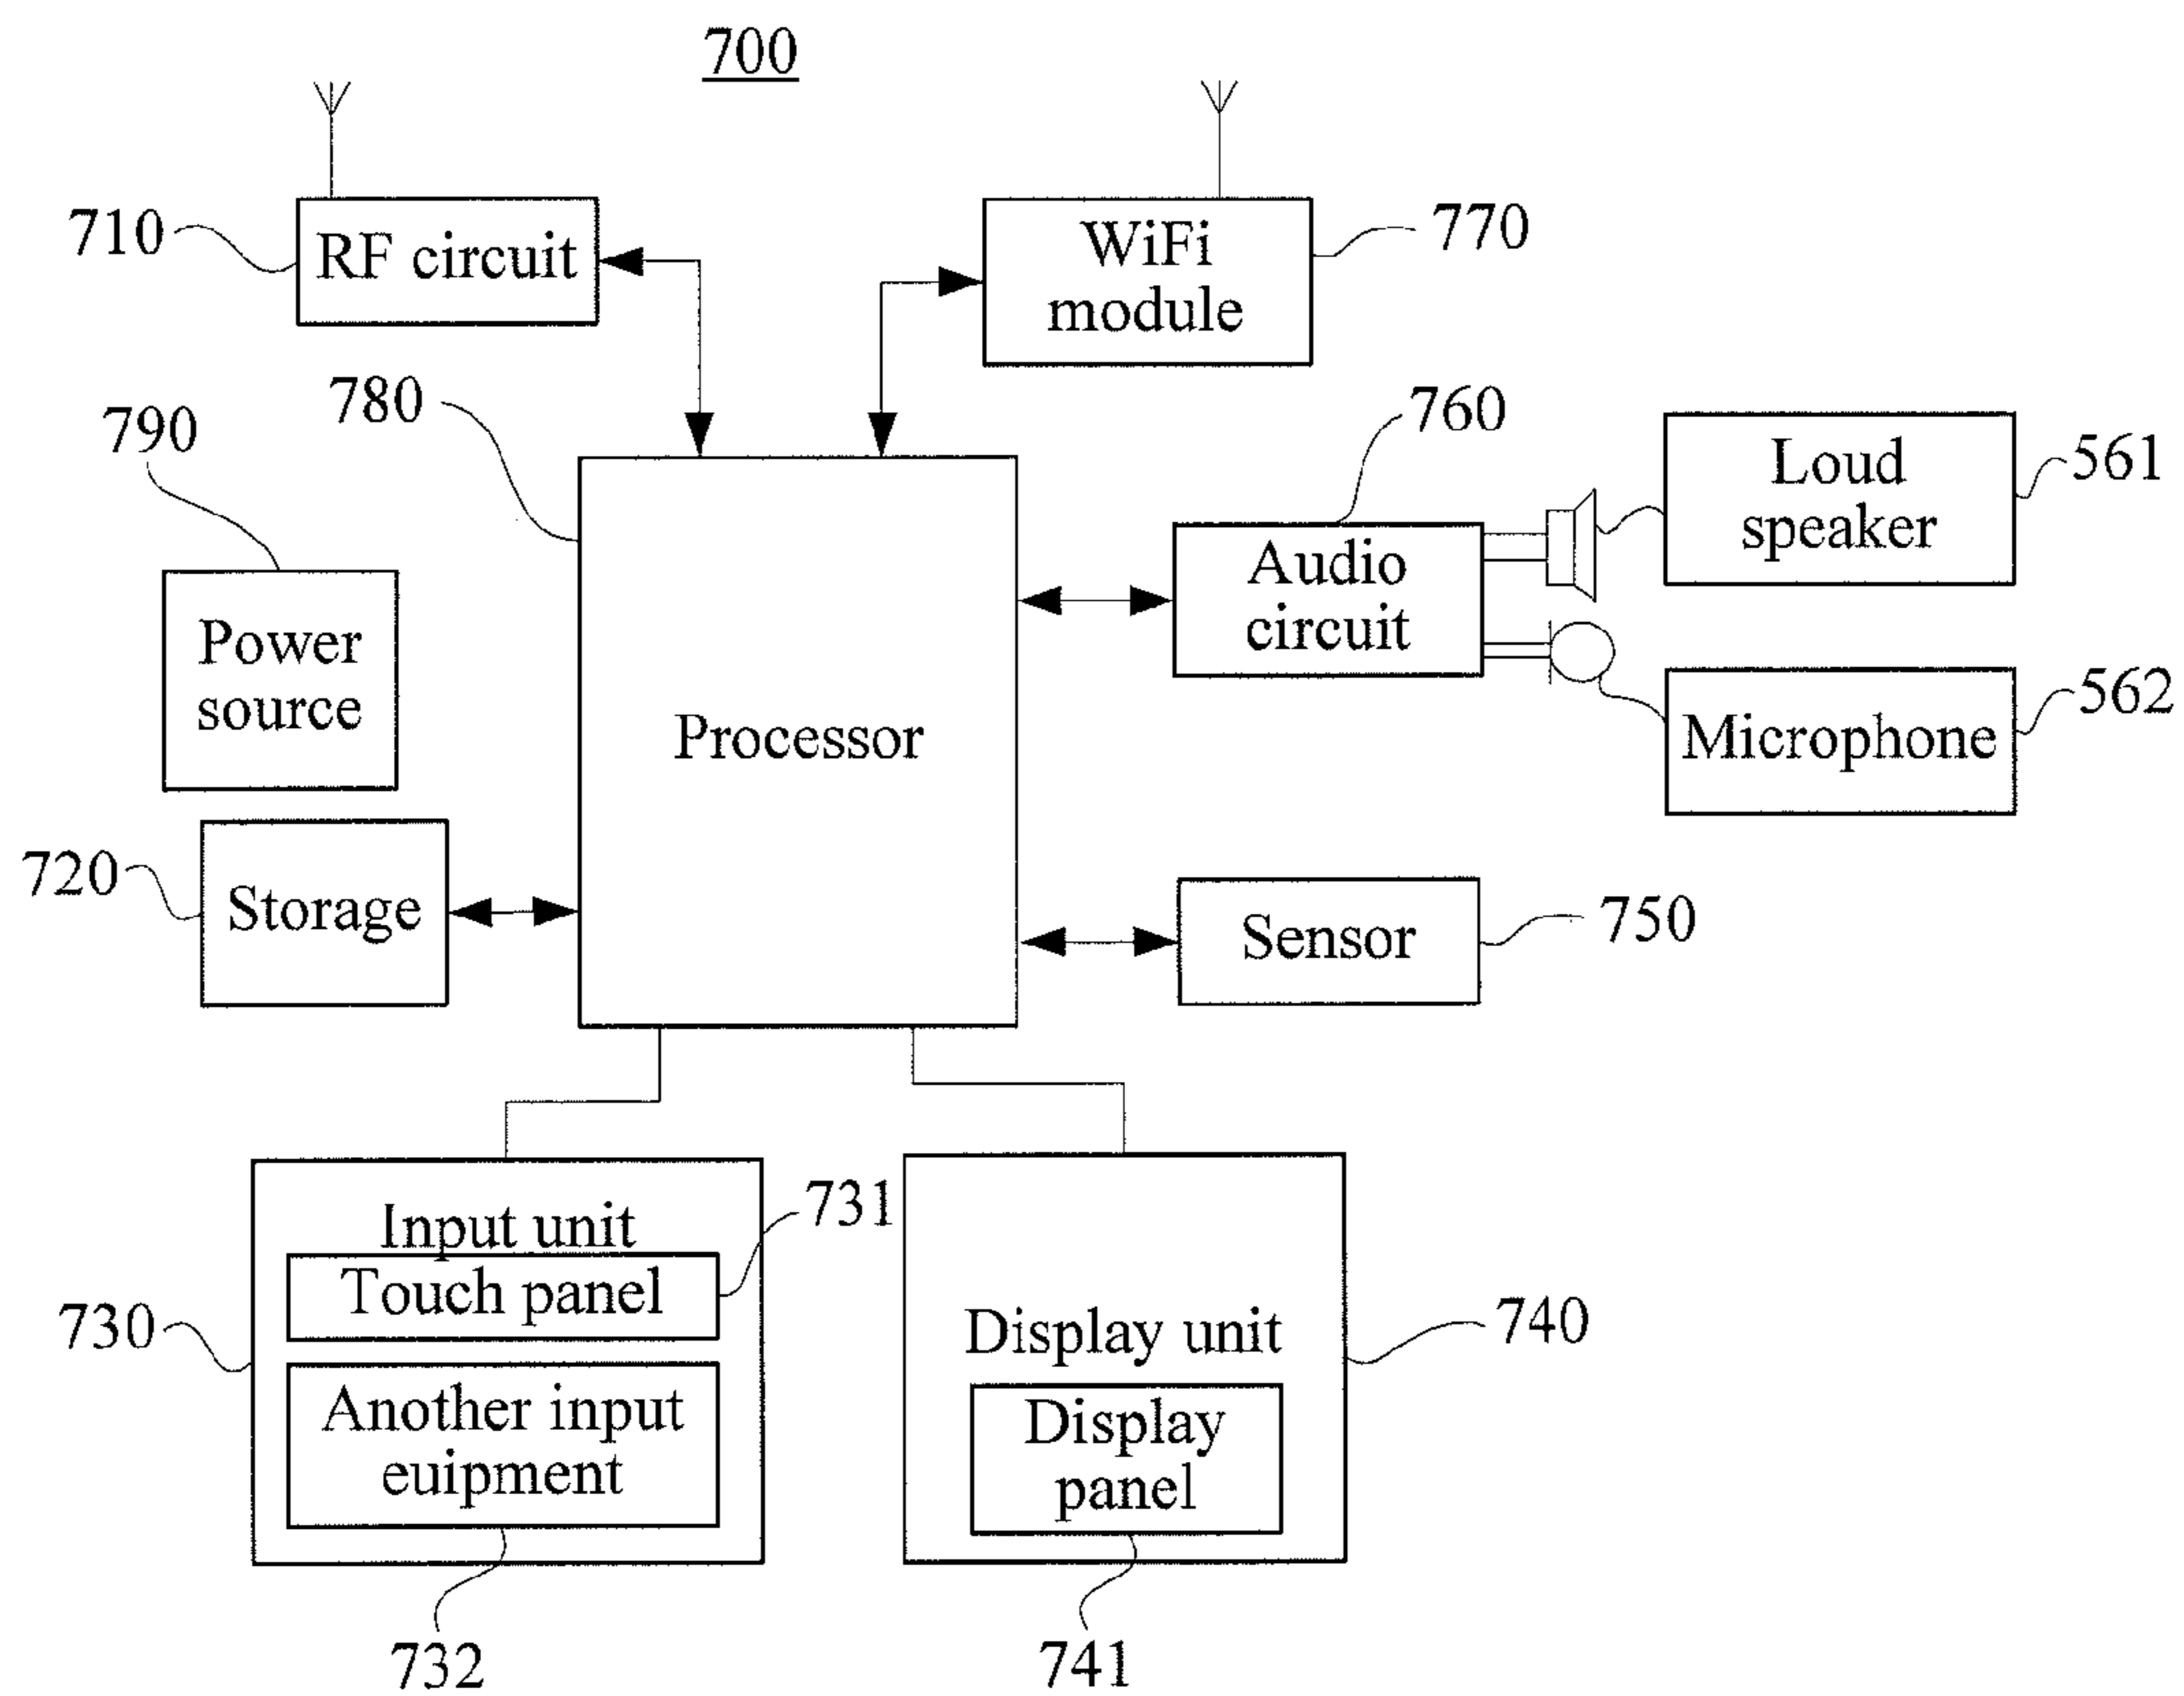 700
710
RF circuit
WiFi
module
770
780
790
760
Loud
speaker
561
Audio
circuit
Power
source
Processor
562
Microphone
720
Storage
Sensor
750
Input unit
731
Touch panel
730
Another input
euipment
732
Display unit
740
Display
panel
741